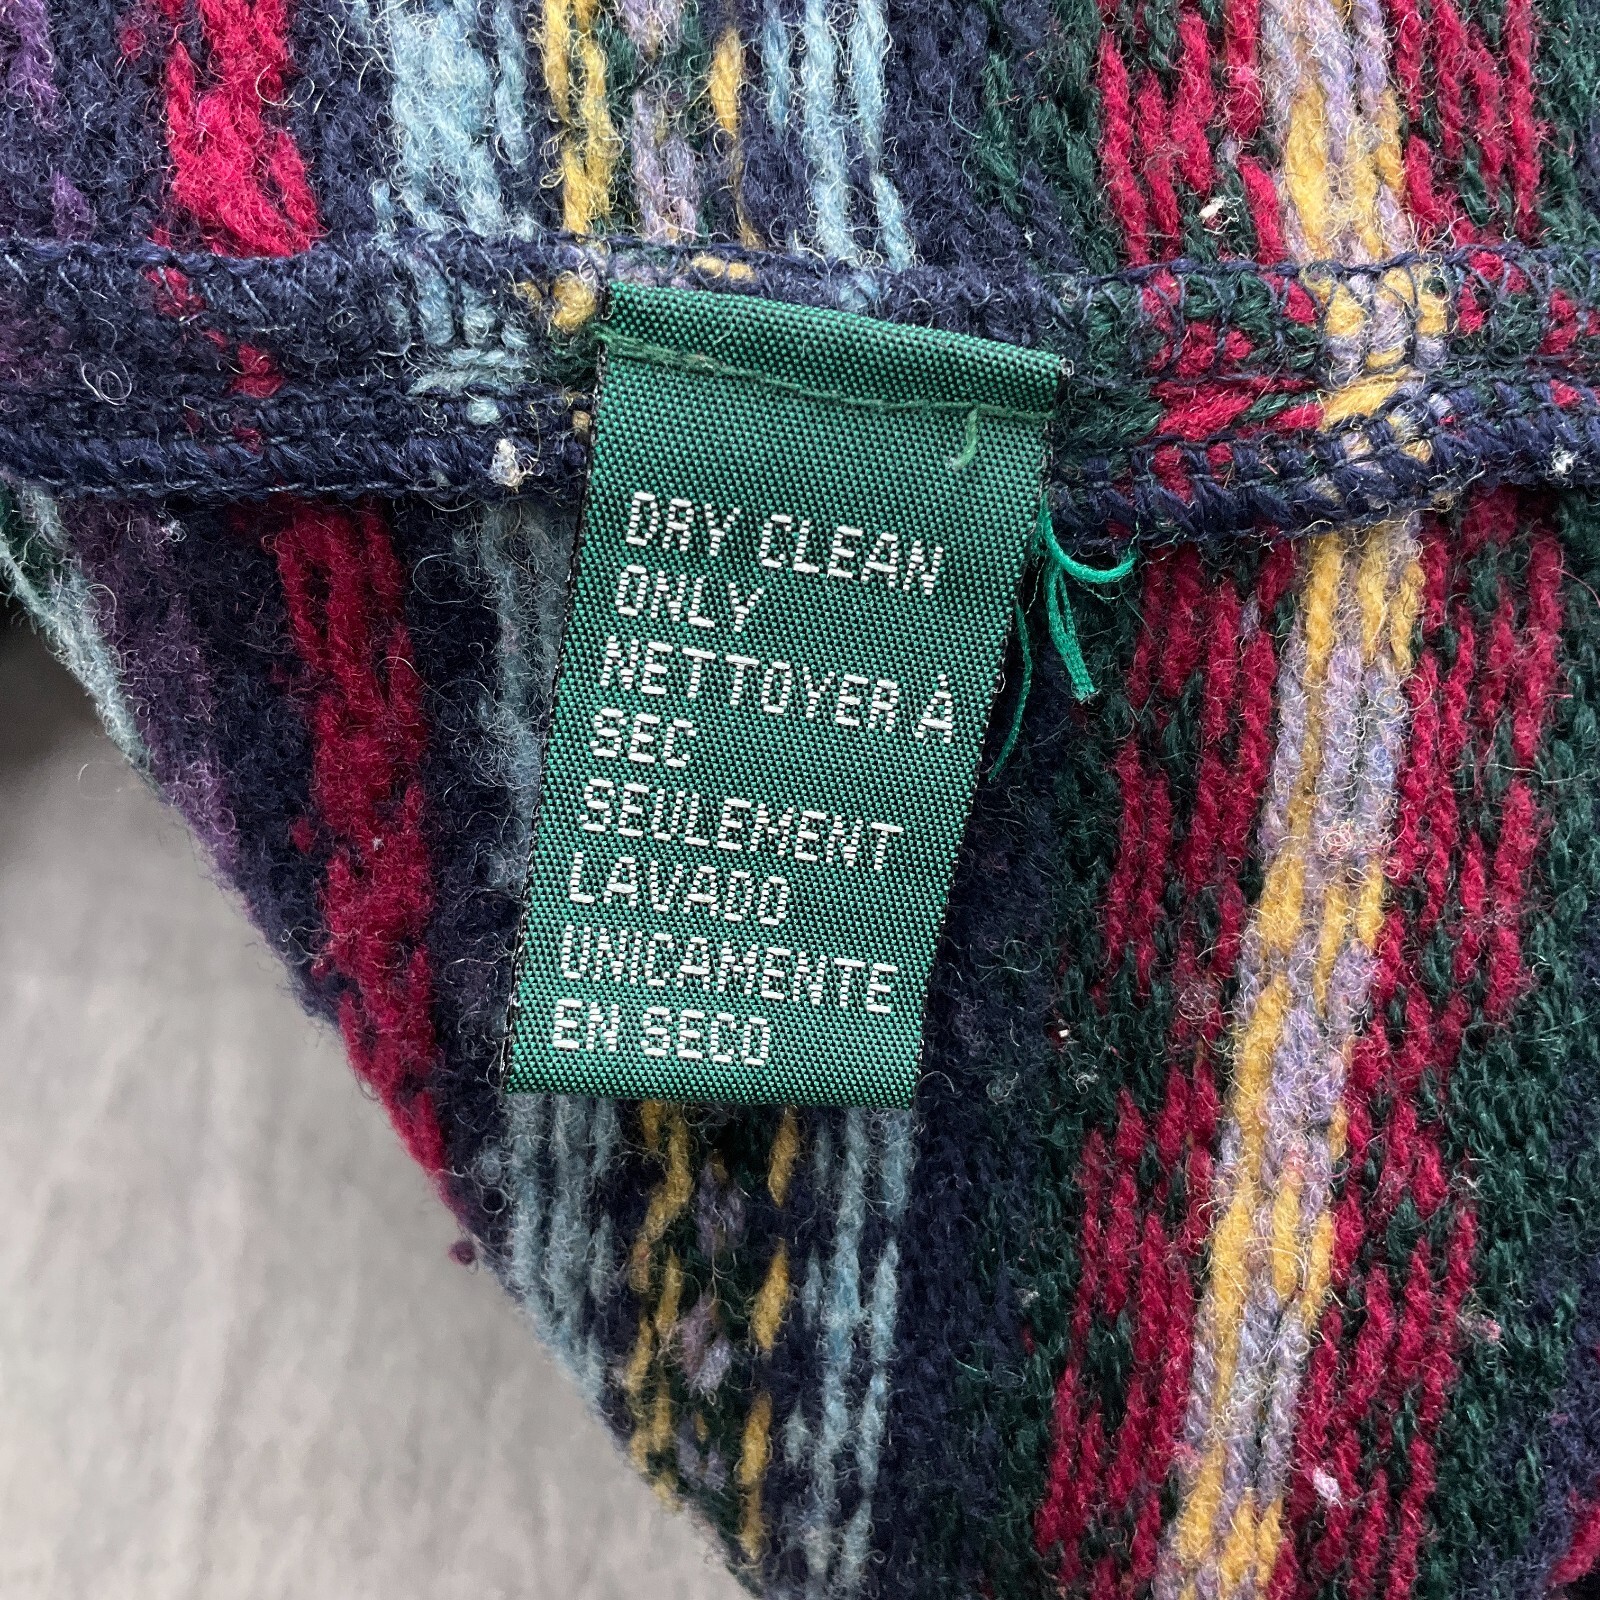 DRY CLEAN
ONLY
NETTOYER À
SEC
SEULEMENT
LAVADO
UNICAMENTE
EN SECO